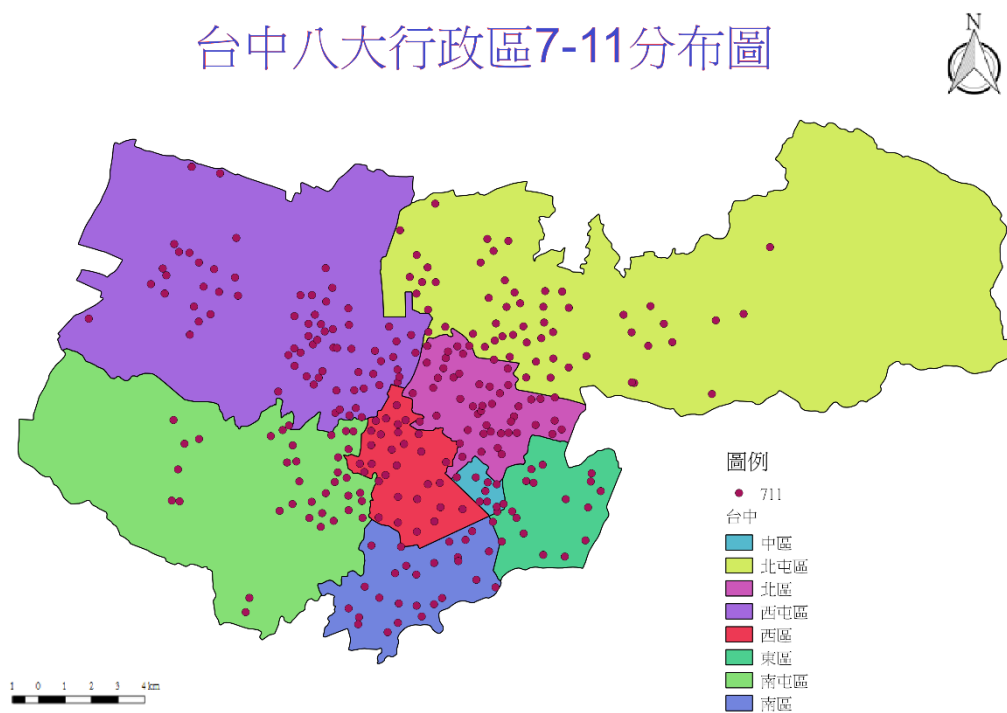 台中八大行政區7-11分布圖
N
圖例
711
台中
中區
北屯區
北區
西屯區
西區
東區
南屯區
南區
1 0 1 2 3 4 km